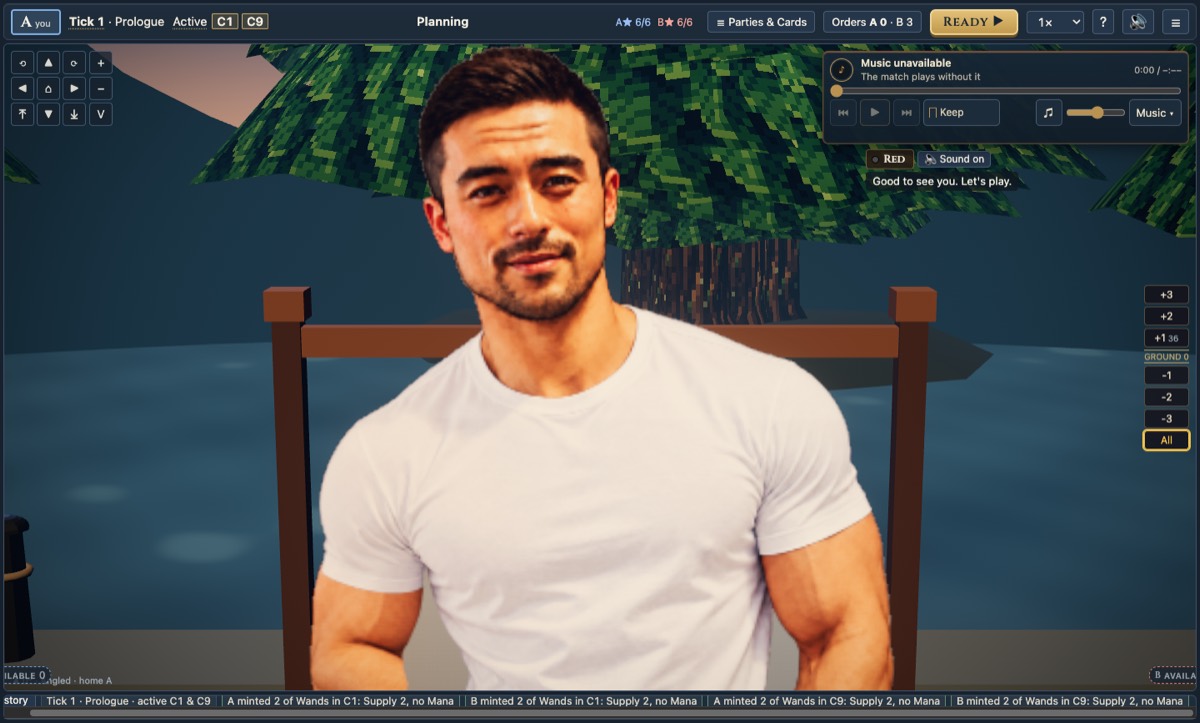 A you
Tick 1 · Prologue Active C1 C9
Planning
A★ 6/6 B★ 6/6
≡ Parties & Cards
Orders A 0 · B 3
READY ▶
1×
?
V
Music unavailable
The match plays without it
0:00 / –:––
Keep
Music
RED
Sound on
Good to see you. Let's play.
+3
+2
+1 36
GROUND 0
-1
-2
-3
All
ILABLE 0
ngled · home A
B AVAILA
story
Tick 1 · Prologue · active C1 & C9
A minted 2 of Wands in C1: Supply 2, no Mana
B minted 2 of Wands in C1: Supply 2, no Mana
A minted 2 of Wands in C9: Supply 2, no Mana
B minted 2 of Wands in C9: Supply 2, no Mana